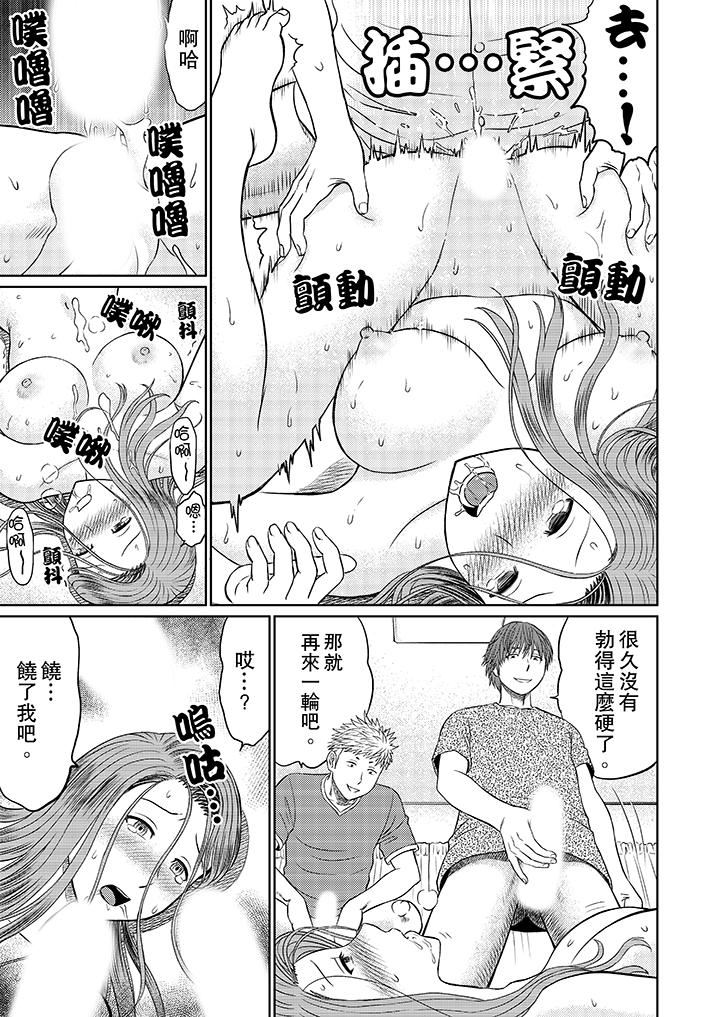 去…！
插…緊
顫動
顫動
啊哈
噗嚕嚕
噗嚕嚕
顫抖
噗啾
噗啾
哈啊～
嗯…
哈啊～
顫抖
很久沒有
勃得這麼硬了。
那就
再來一輪吧。
哎…？
嗚咕…
饒…
饒了我吧。